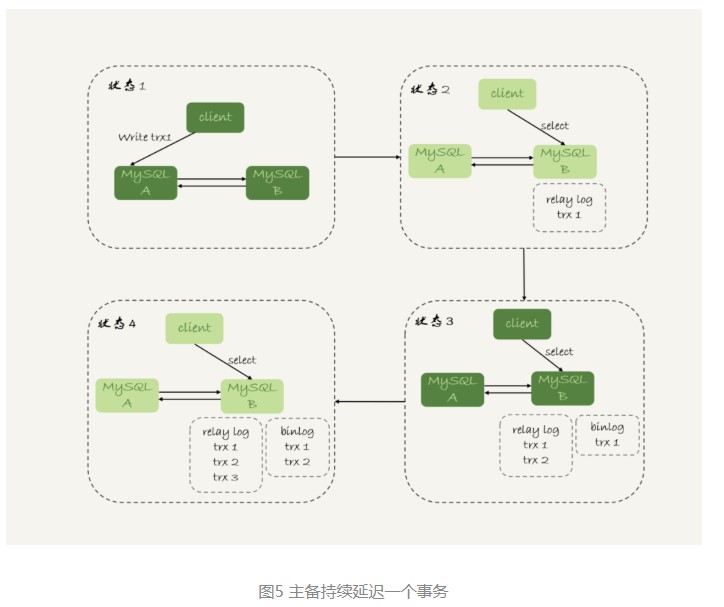 状态1
client
Write trx1
MySQL
A
MySQL
B
状态2
client
select
MySQL
A
MySQL
B
relay log
trx 1
状态4
client
select
MySQL
A
MySQL
B
relay log
trx 1
trx 2
trx 3
binlog
trx 1
trx 2
状态3
client
select
MySQL
A
MySQL
B
relay log
trx 1
trx 2
binlog
trx 1
图5 主备持续延迟一个事务